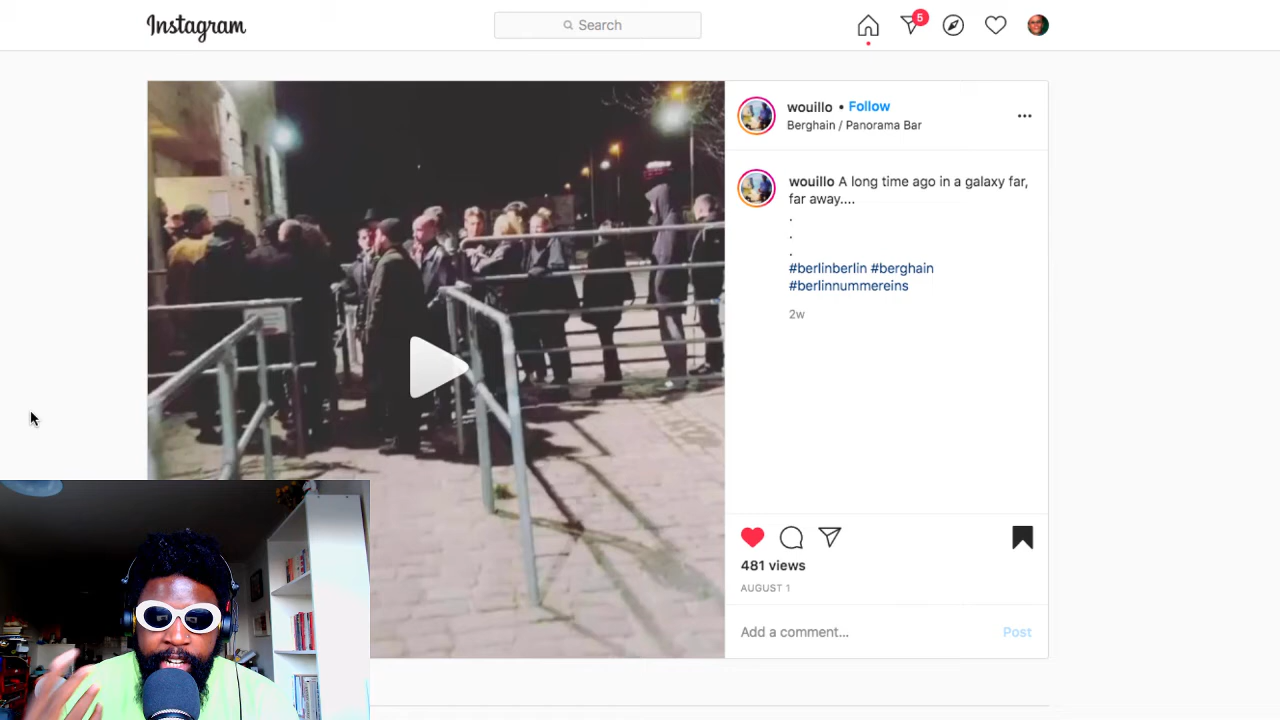 Instagram
Search
5
wouillo • Follow
Berghain / Panorama Bar
wouillo A long time ago in a galaxy far,
far away....
.
.
.
#berlinberlin #berghain
#berlinnummereins
2w
481 views
AUGUST 1
Add a comment... Post